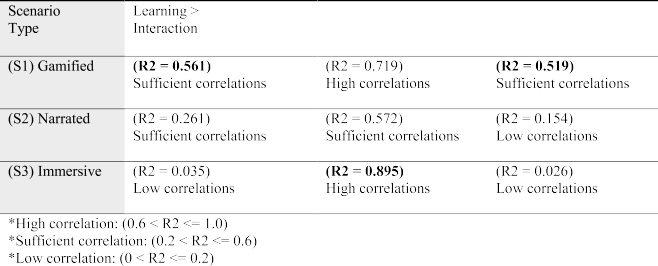 Scenario Type Learning > Interaction
(S1) Gamified (R2 = 0.561) Sufficient correlations (R2 = 0.719) High correlations (R2 = 0.519) Sufficient correlations
(S2) Narrated (R2 = 0.261) Sufficient correlations (R2 = 0.572) Sufficient correlations (R2 = 0.154) Low correlations
(S3) Immersive (R2 = 0.035) Low correlations (R2 = 0.895) High correlations (R2 = 0.026) Low correlations
*High correlation: (0.6 < R2 <= 1.0)
*Sufficient correlation: (0.2 < R2 <= 0.6)
*Low correlation: (0 < R2 <= 0.2)